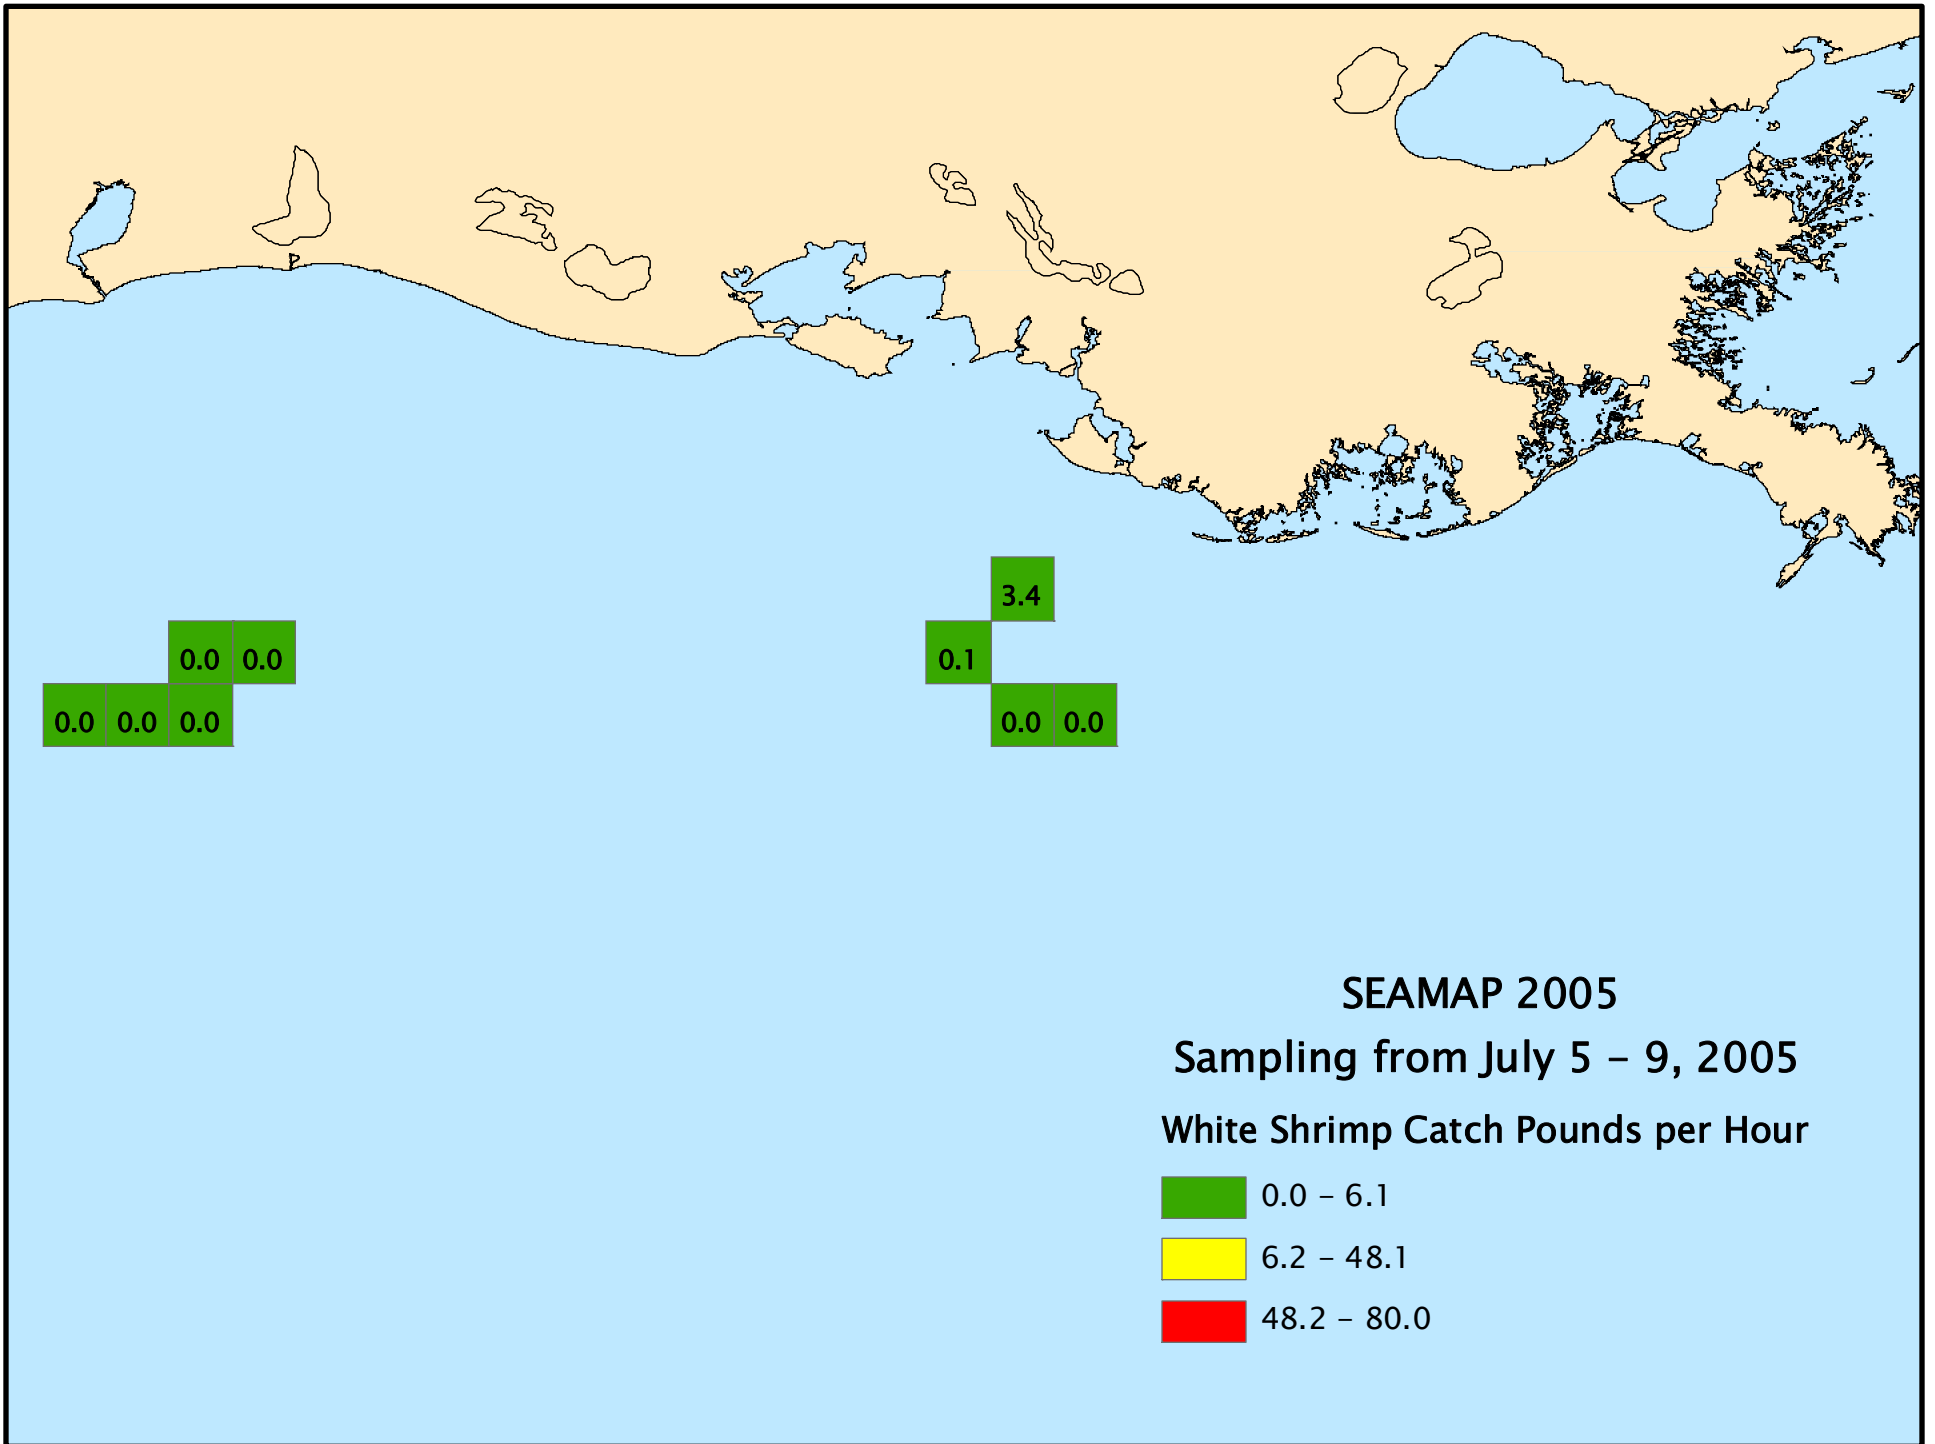 3.4
0.0 0.0 0.1
0.0 0.0 0.0 0.0 0.0
SEAMAP 2005
Sampling from July 5 – 9, 2005
White Shrimp Catch Pounds per Hour
0.0 – 6.1
6.2 – 48.1
48.2 – 80.0